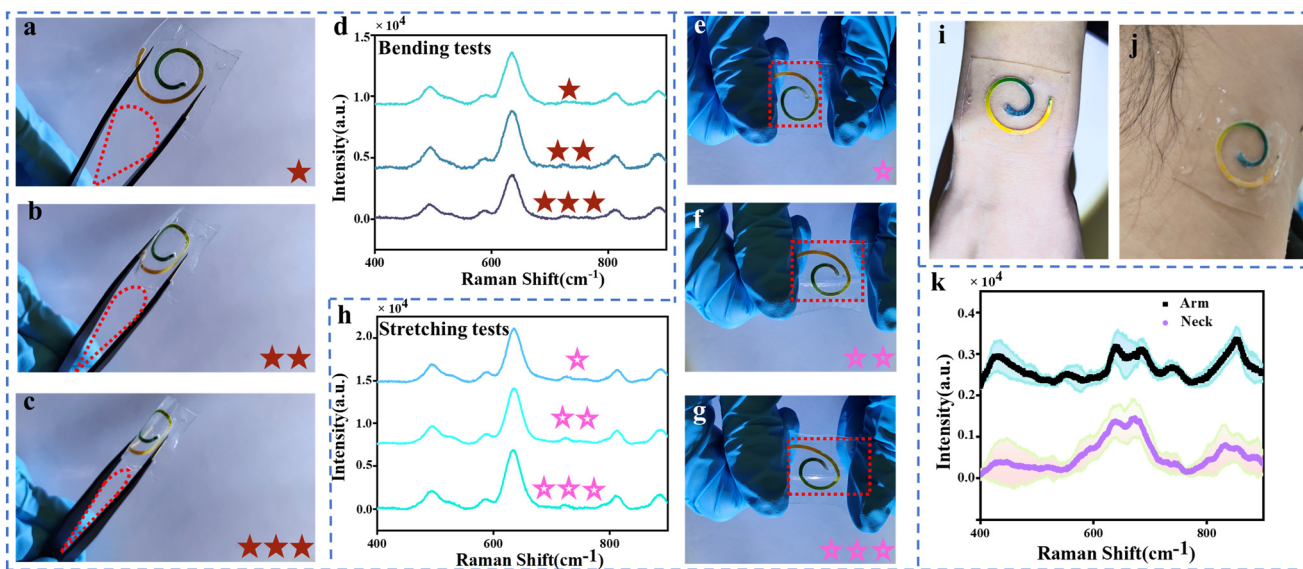 a
b
c
d
× 10⁴
Bending tests
1.5
1.0
0.5
0.0
Intensity(a.u.)
400
600
800
Raman Shift(cm⁻¹)
h
× 10⁴
Stretching tests
2.0
1.5
1.0
0.5
0.0
Intensity(a.u.)
400
600
800
Raman Shift(cm⁻¹)
e
f
g
i
j
k
× 10⁴
Arm
Neck
0.4
0.3
0.2
0.1
0.0
Intensity(a.u.)
400
600
800
Raman Shift(cm⁻¹)